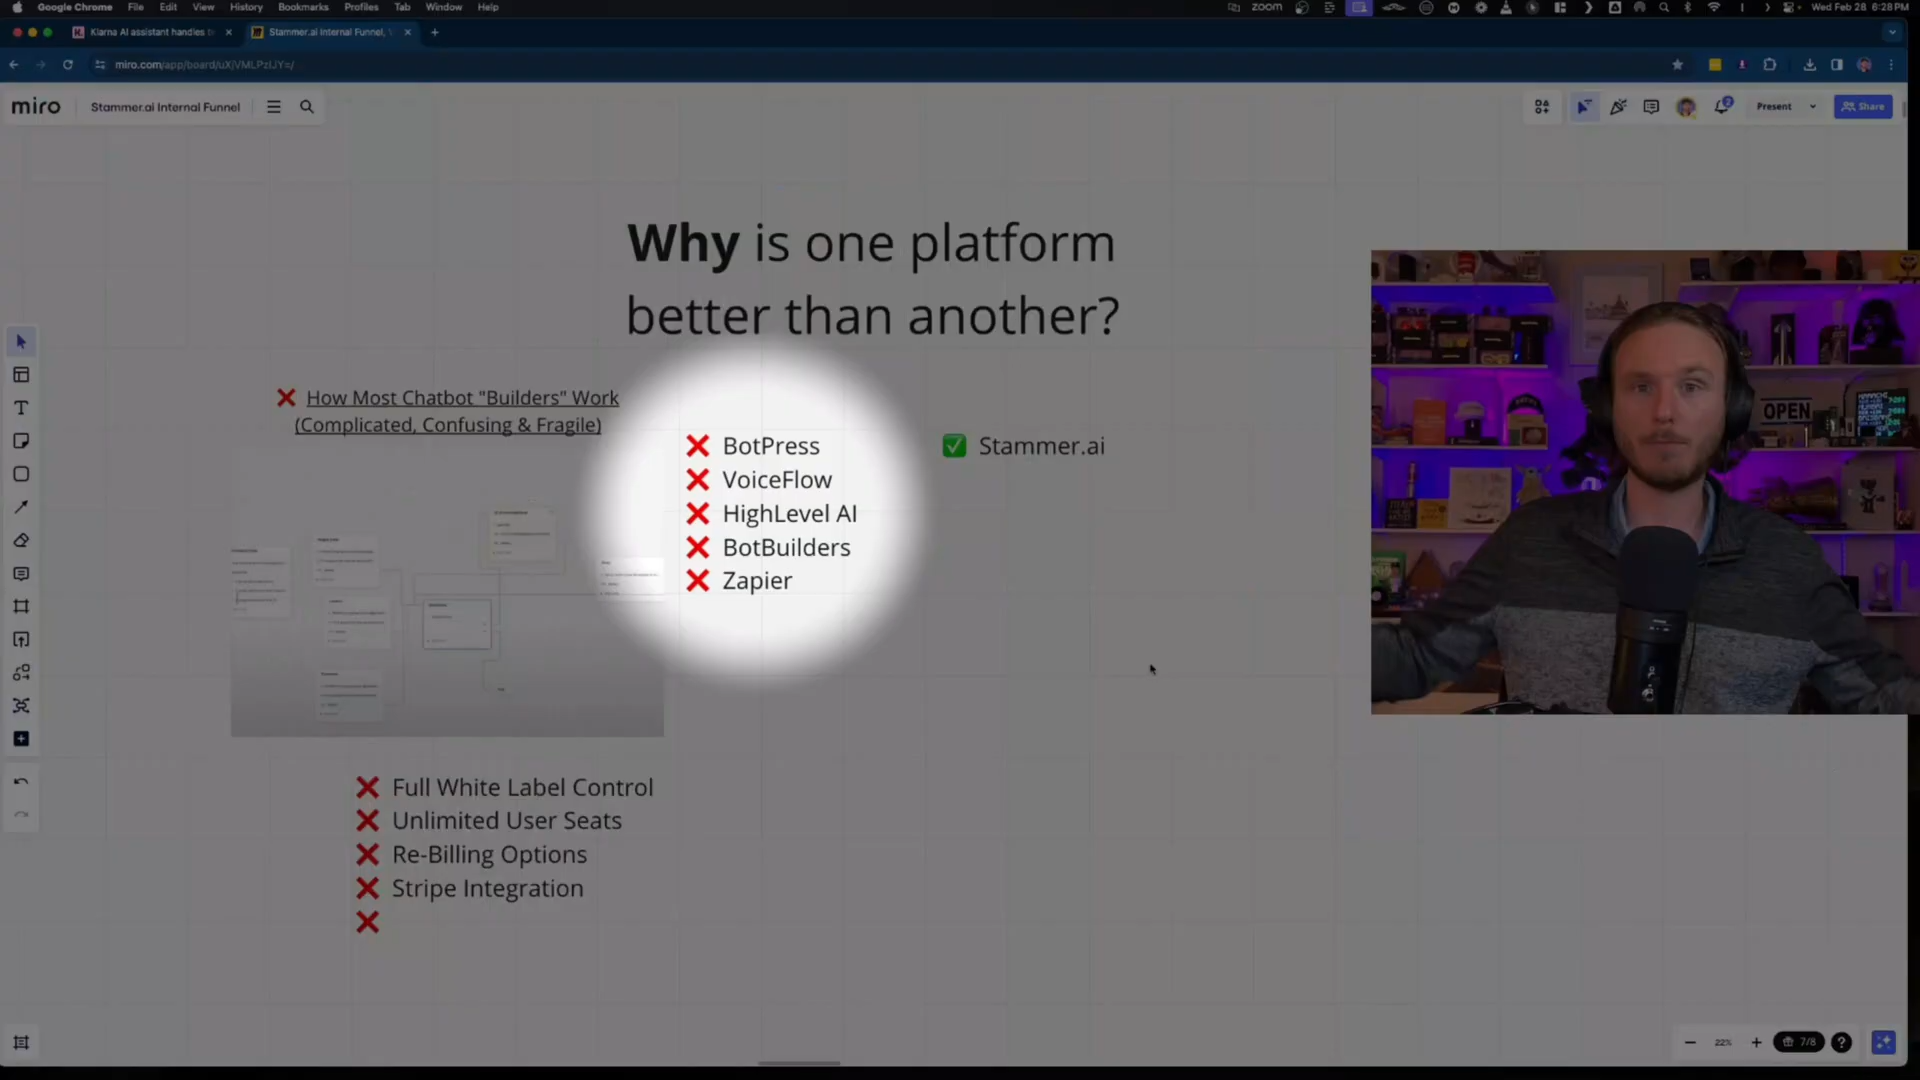 Google Chrome File Edit View History Bookmarks Profiles Tab Window Help
zoom
Wed Feb 28 6:28 PM
Klarna AI assistant handles
Stammer.ai Internal Funnel,
miro.com/app/board/uXjVMLPzIJY=/
miro
Stammer.ai Internal Funnel
2
Present
Share
Why is one platform
better than another?
❌ How Most Chatbot "Builders" Work
(Complicated, Confusing & Fragile)
❌ BotPress
❌ VoiceFlow
❌ HighLevel AI
❌ BotBuilders
❌ Zapier
✅ Stammer.ai
OPEN
❌ Full White Label Control
❌ Unlimited User Seats
❌ Re-Billing Options
❌ Stripe Integration
❌
22%
7/8